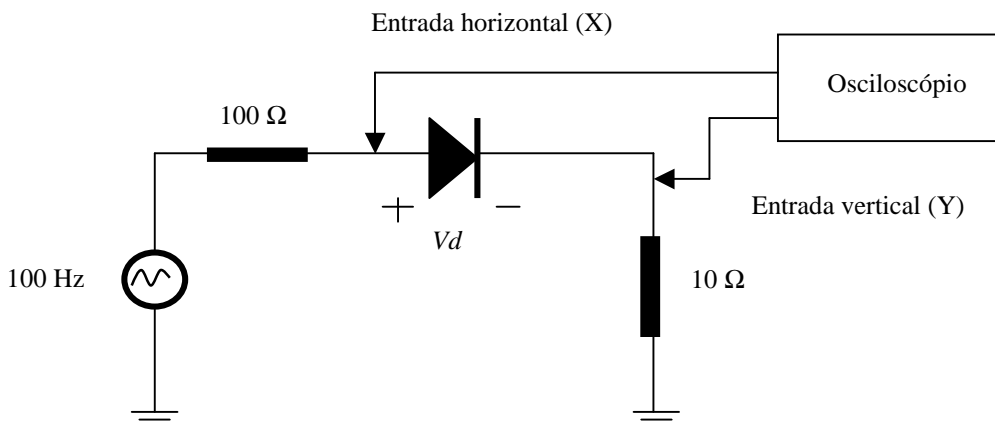 Entrada horizontal (X)
Osciloscópio
100 Ω
Entrada vertical (Y)
+ −
Vd
100 Hz
10 Ω